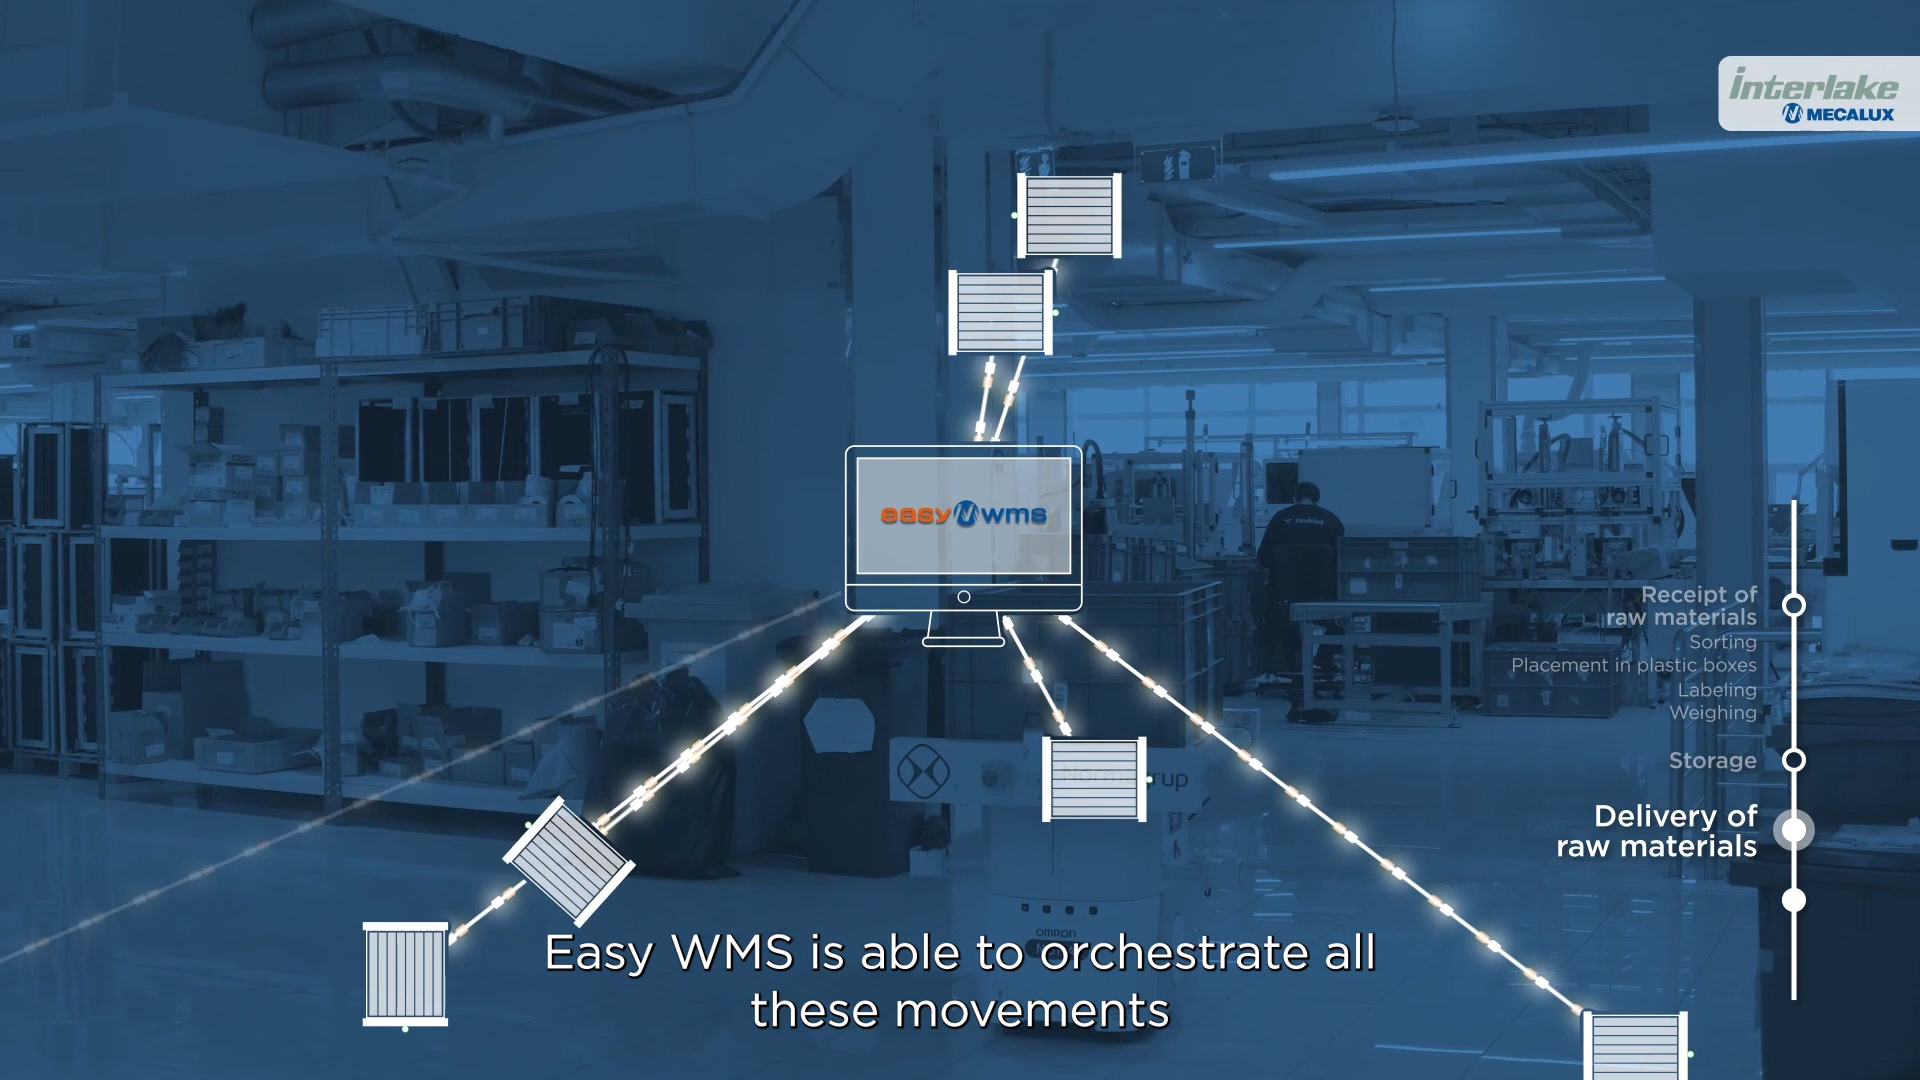 interlake
MECALUX
easy wms
Receipt of
raw materials
Sorting
Placement in plastic boxes
Labeling
Weighing
Storage
Delivery of
raw materials
OMRON
Easy WMS is able to orchestrate all
these movements